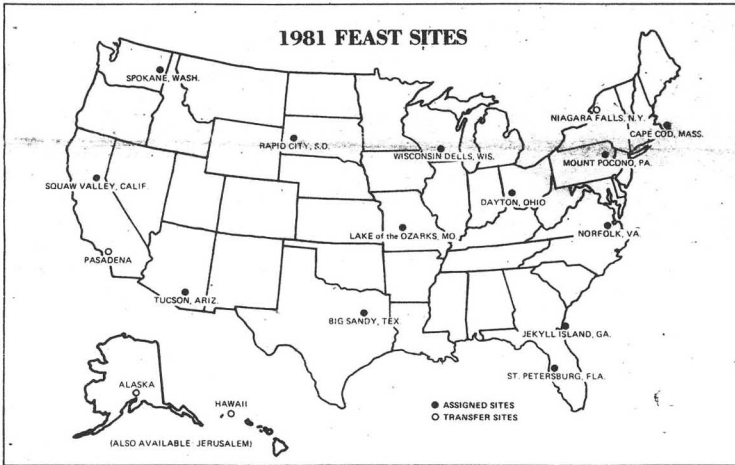 1981 FEAST SITES
SPOKANE, WASH.
NIAGARA FALLS, N.Y.
CAPE COD, MASS.
RAPID CITY, S.D.
WISCONSIN DELLS, WIS.
MOUNT POCONO, PA.
SQUAW VALLEY, CALIF.
DAYTON, OHIO
LAKE of the OZARKS, MO.
NORFOLK, VA.
PASADENA
TUCSON, ARIZ.
BIG SANDY, TEX
JEKYLL ISLAND, GA.
ST. PETERSBURG, FLA.
ALASKA
HAWAII
● ASSIGNED SITES
○ TRANSFER SITES
(ALSO AVAILABLE: JERUSALEM)